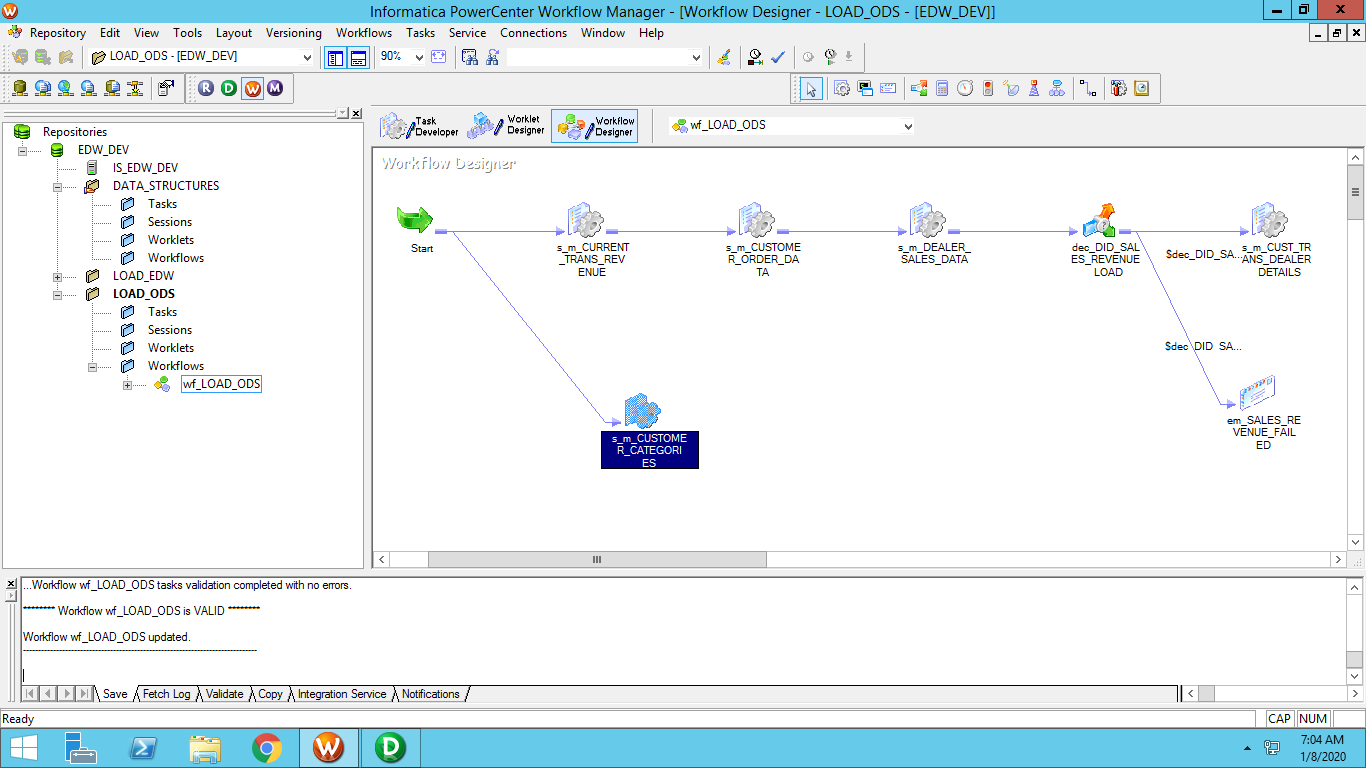 Informatica PowerCenter Workflow Manager - [Workflow Designer - LOAD_ODS - [EDW_DEV]]
Repository Edit View Tools Layout Versioning Workflows Tasks Service Connections Window Help
LOAD_ODS - [EDW_DEV]
90%
R D W M
Task Developer
Worklet Designer
Workflow Designer
wf_LOAD_ODS
Repositories
EDW_DEV
IS_EDW_DEV
DATA_STRUCTURES
Tasks
Sessions
Worklets
Workflows
LOAD_EDW
LOAD_ODS
Tasks
Sessions
Worklets
Workflows
wf_LOAD_ODS
Workflow Designer
Start
s_m_CURRENT
_TRANS_REV
ENUE
s_m_CUSTOME
R_ORDER_DA
TA
s_m_DEALER_
SALES_DATA
dec_DID_SAL
ES_REVENUE
LOAD
$dec_DID_SA...
s_m_CUST_TR
ANS_DEALER
DETAILS
$dec_DID_SA...
em_SALES_RE
VENUE_FAIL
ED
s_m_CUSTOME
R_CATEGORI
ES
...Workflow wf_LOAD_ODS tasks validation completed with no errors.
******** Workflow wf_LOAD_ODS is VALID ********
Workflow wf_LOAD_ODS updated.
Save Fetch Log Validate Copy Integration Service Notifications
Ready
CAP NUM
W D
7:04 AM
1/8/2020